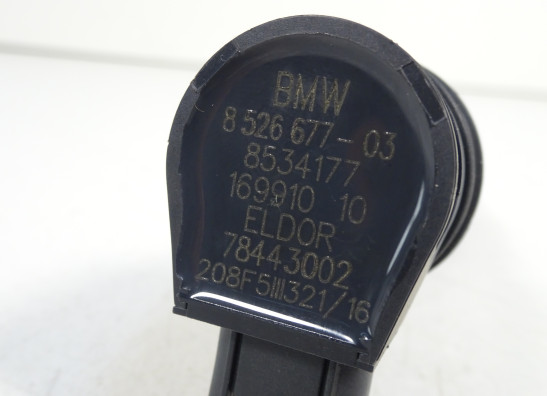 BMW
8 526 677-03
8534177
169910 10
ELDOR
78443002
208F5III321/16